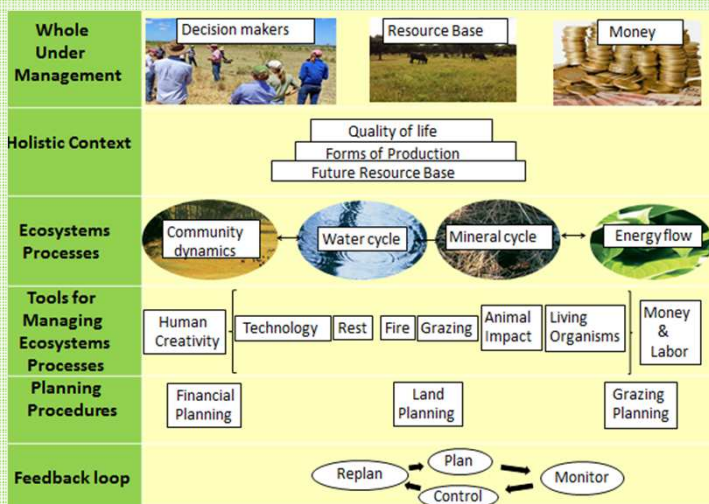 Whole
Under
Management
Decision makers
Resource Base
Money
Holistic Context
Quality of life
Forms of Production
Future Resource Base
Ecosystems
Processes
Community
dynamics
Water cycle
Mineral cycle
Energy flow
Tools for
Managing
Ecosystems
Processes
Human
Creativity
Technology
Rest
Fire
Grazing
Animal
Impact
Living
Organisms
Money
&
Labor
Planning
Procedures
Financial
Planning
Land
Planning
Grazing
Planning
Feedback loop
Replan
Plan
Monitor
Control